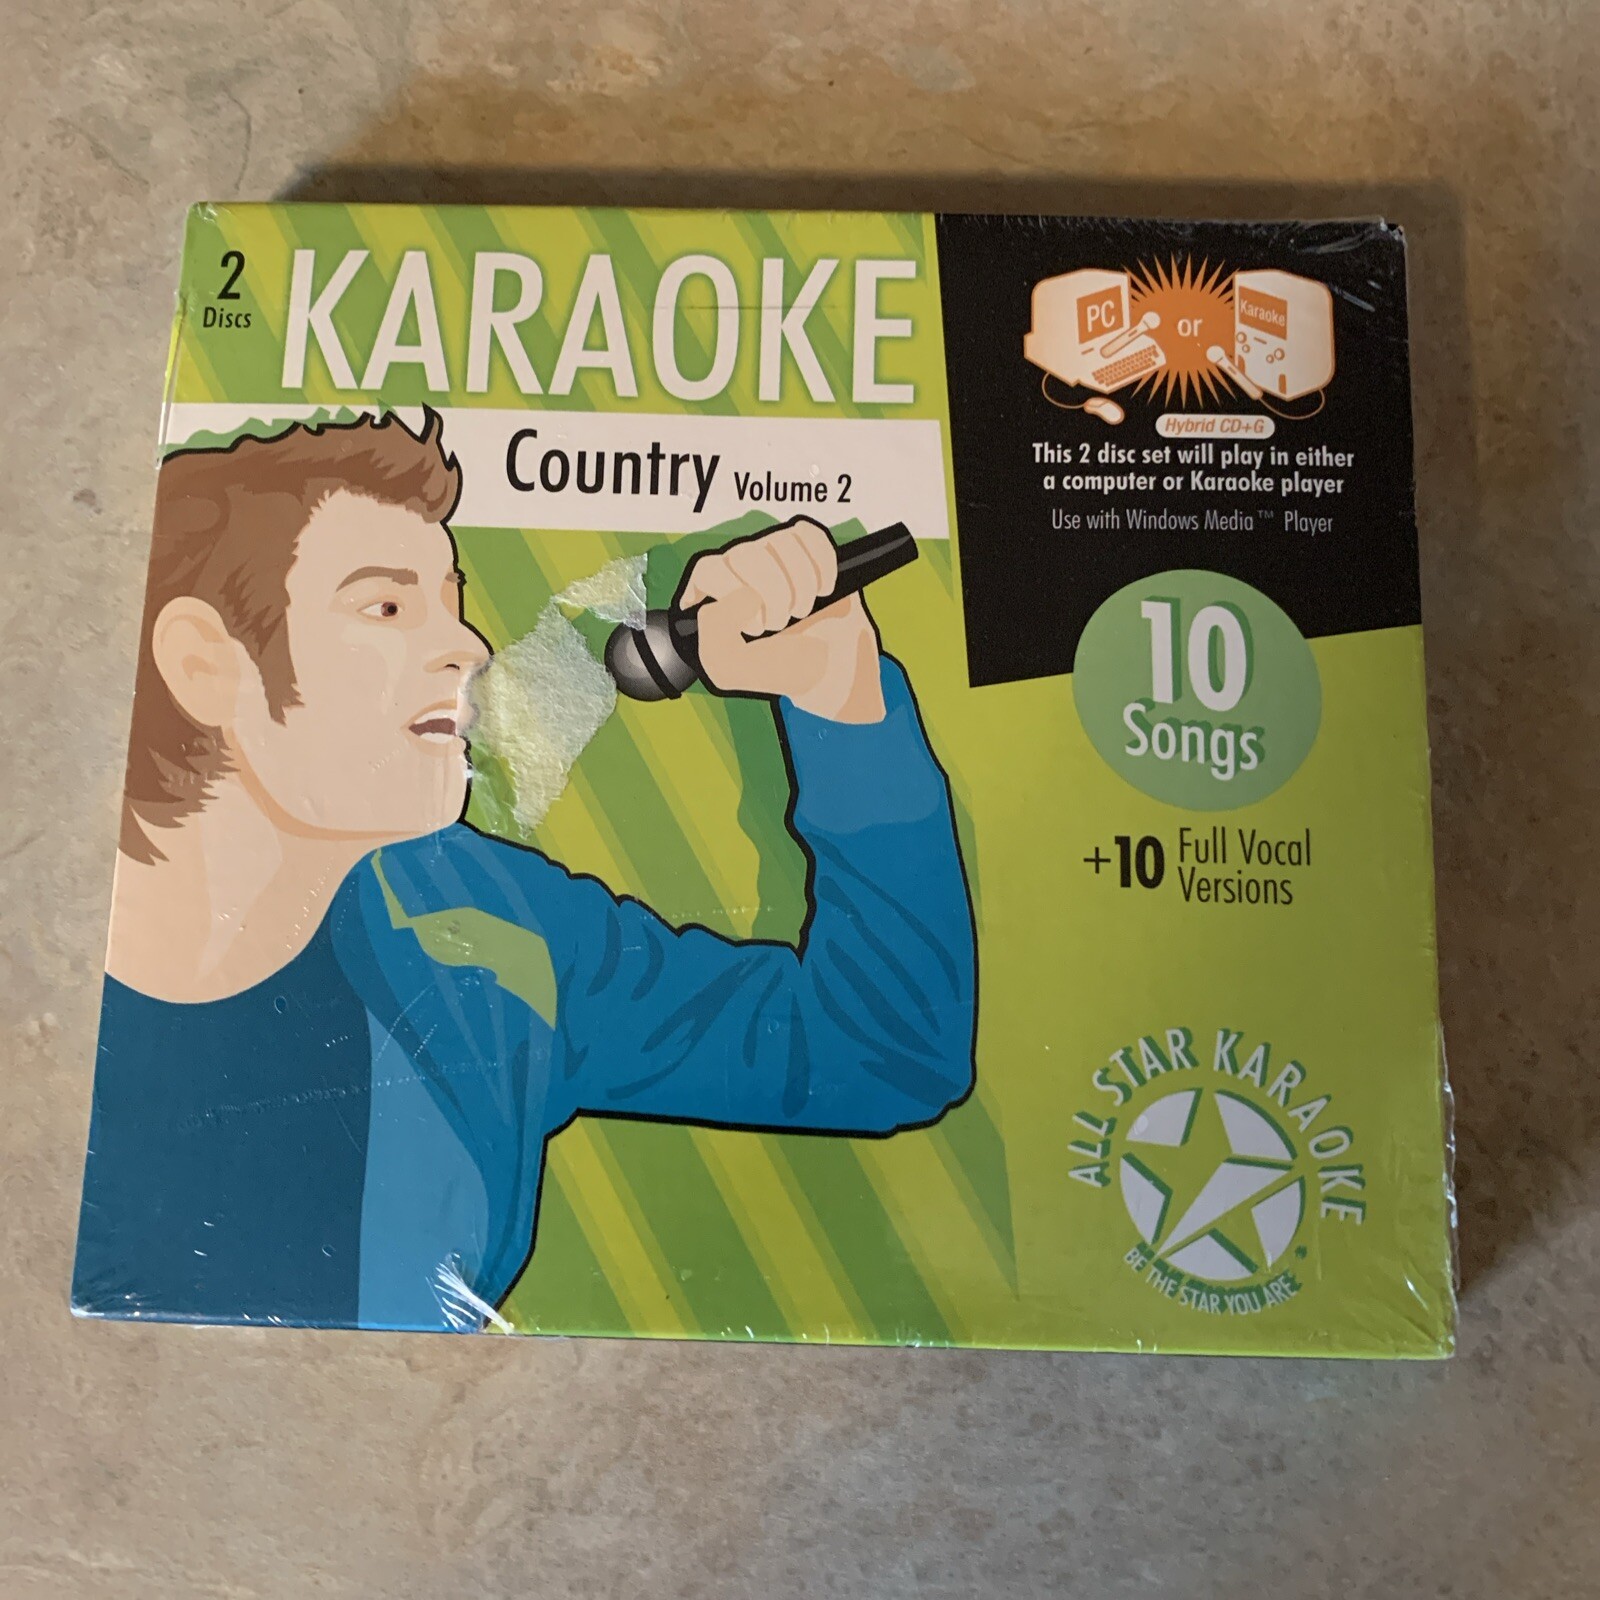 2
Discs
KARAOKE
Country Volume 2
PC
or
Karaoke
Hybrid CD+G
This 2 disc set will play in either
a computer or Karaoke player
Use with Windows Media™ Player
10
Songs
+10 Full Vocal
Versions
ALL STAR KARAOKE
BE THE STAR YOU ARE